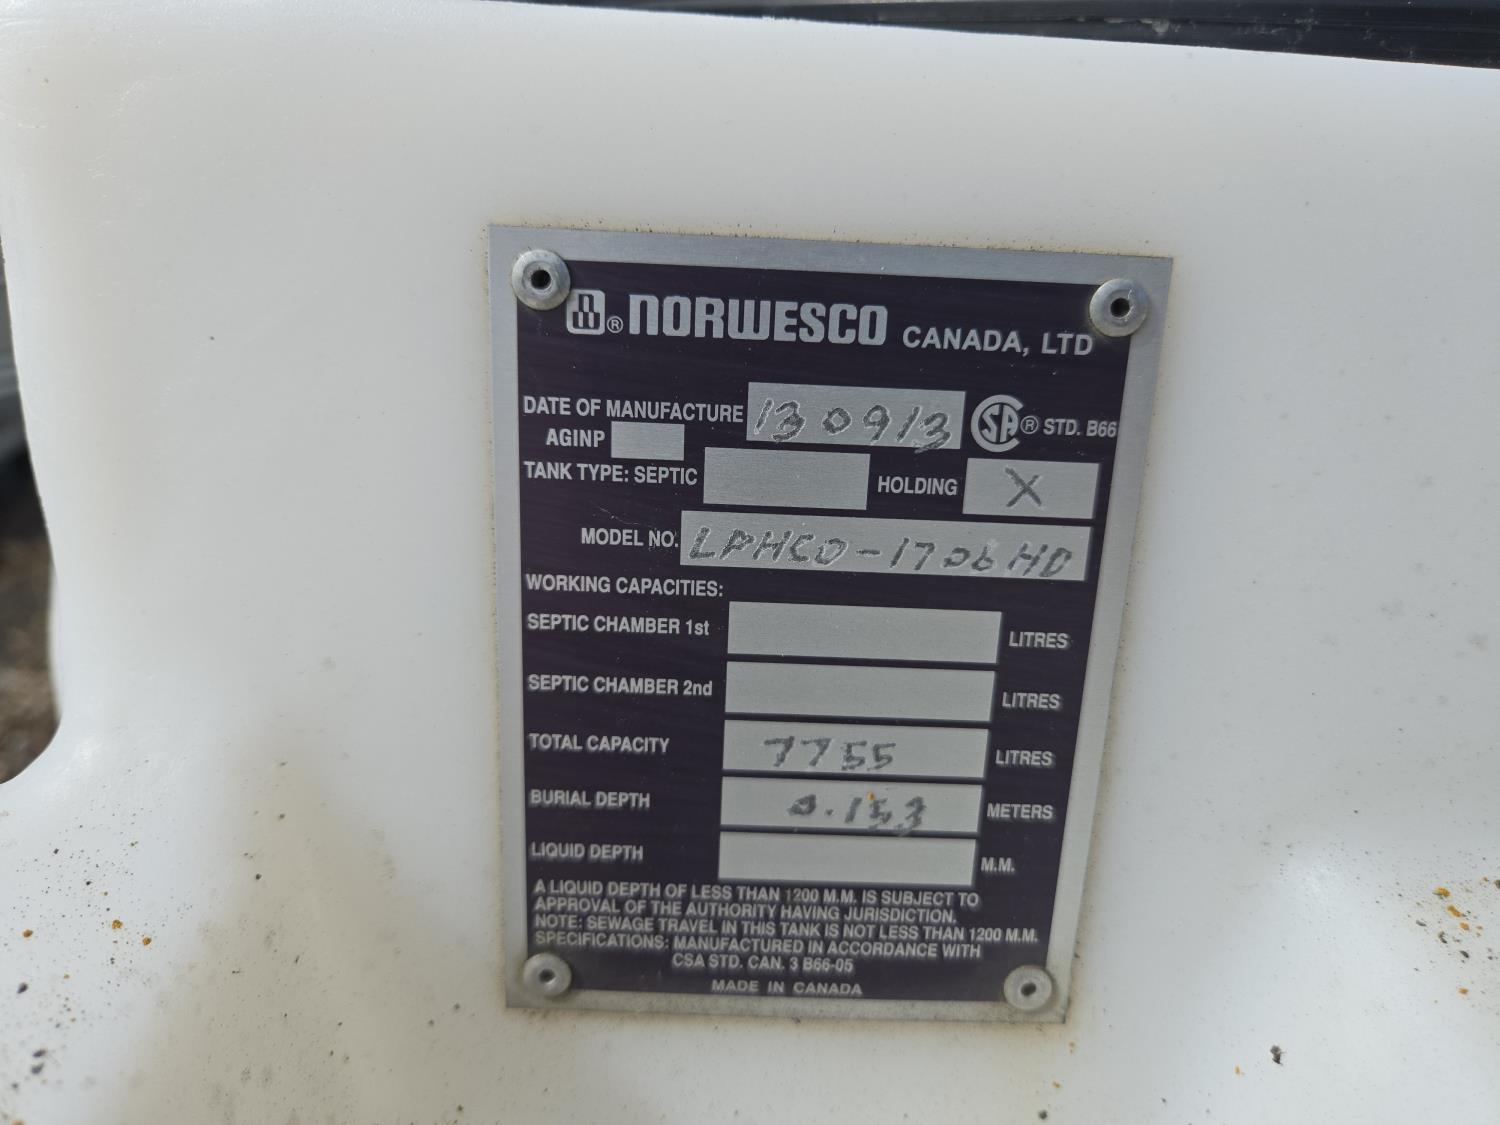 ® NORWESCO CANADA, LTD
DATE OF MANUFACTURE 130913 CSA ® STD. B66
AGINP
TANK TYPE: SEPTIC HOLDING X
MODEL NO. LPHCO-1706HD
WORKING CAPACITIES:
SEPTIC CHAMBER 1st LITRES
SEPTIC CHAMBER 2nd LITRES
TOTAL CAPACITY 7755 LITRES
BURIAL DEPTH 0.153 METERS
LIQUID DEPTH M.M.
A LIQUID DEPTH OF LESS THAN 1200 M.M. IS SUBJECT TO
APPROVAL OF THE AUTHORITY HAVING JURISDICTION.
NOTE: SEWAGE TRAVEL IN THIS TANK IS NOT LESS THAN 1200 M.M.
SPECIFICATIONS: MANUFACTURED IN ACCORDANCE WITH
CSA STD. CAN. 3 B66-05
MADE IN CANADA